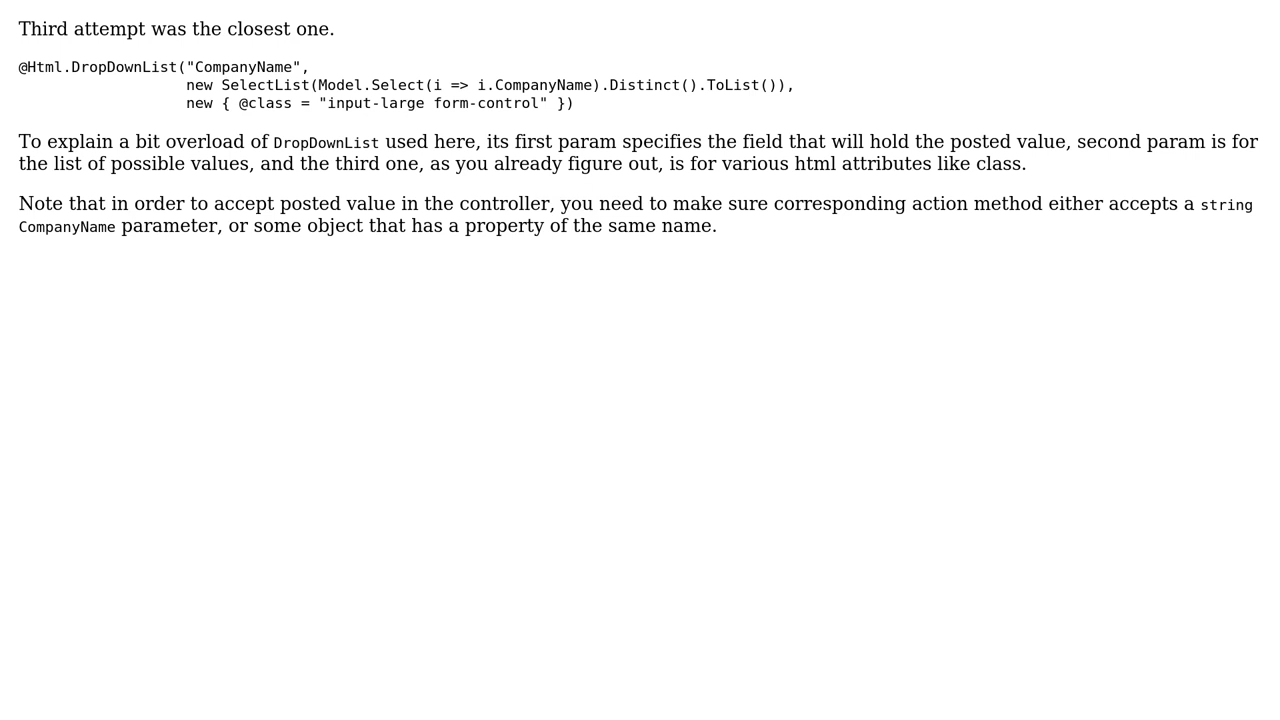 Third attempt was the closest one.
@Html.DropDownList("CompanyName",
                   new SelectList(Model.Select(i => i.CompanyName).Distinct().ToList()),
                   new { @class = "input-large form-control" })
To explain a bit overload of DropDownList used here, its first param specifies the field that will hold the posted value, second param is for
the list of possible values, and the third one, as you already figure out, is for various html attributes like class.
Note that in order to accept posted value in the controller, you need to make sure corresponding action method either accepts a string
CompanyName parameter, or some object that has a property of the same name.